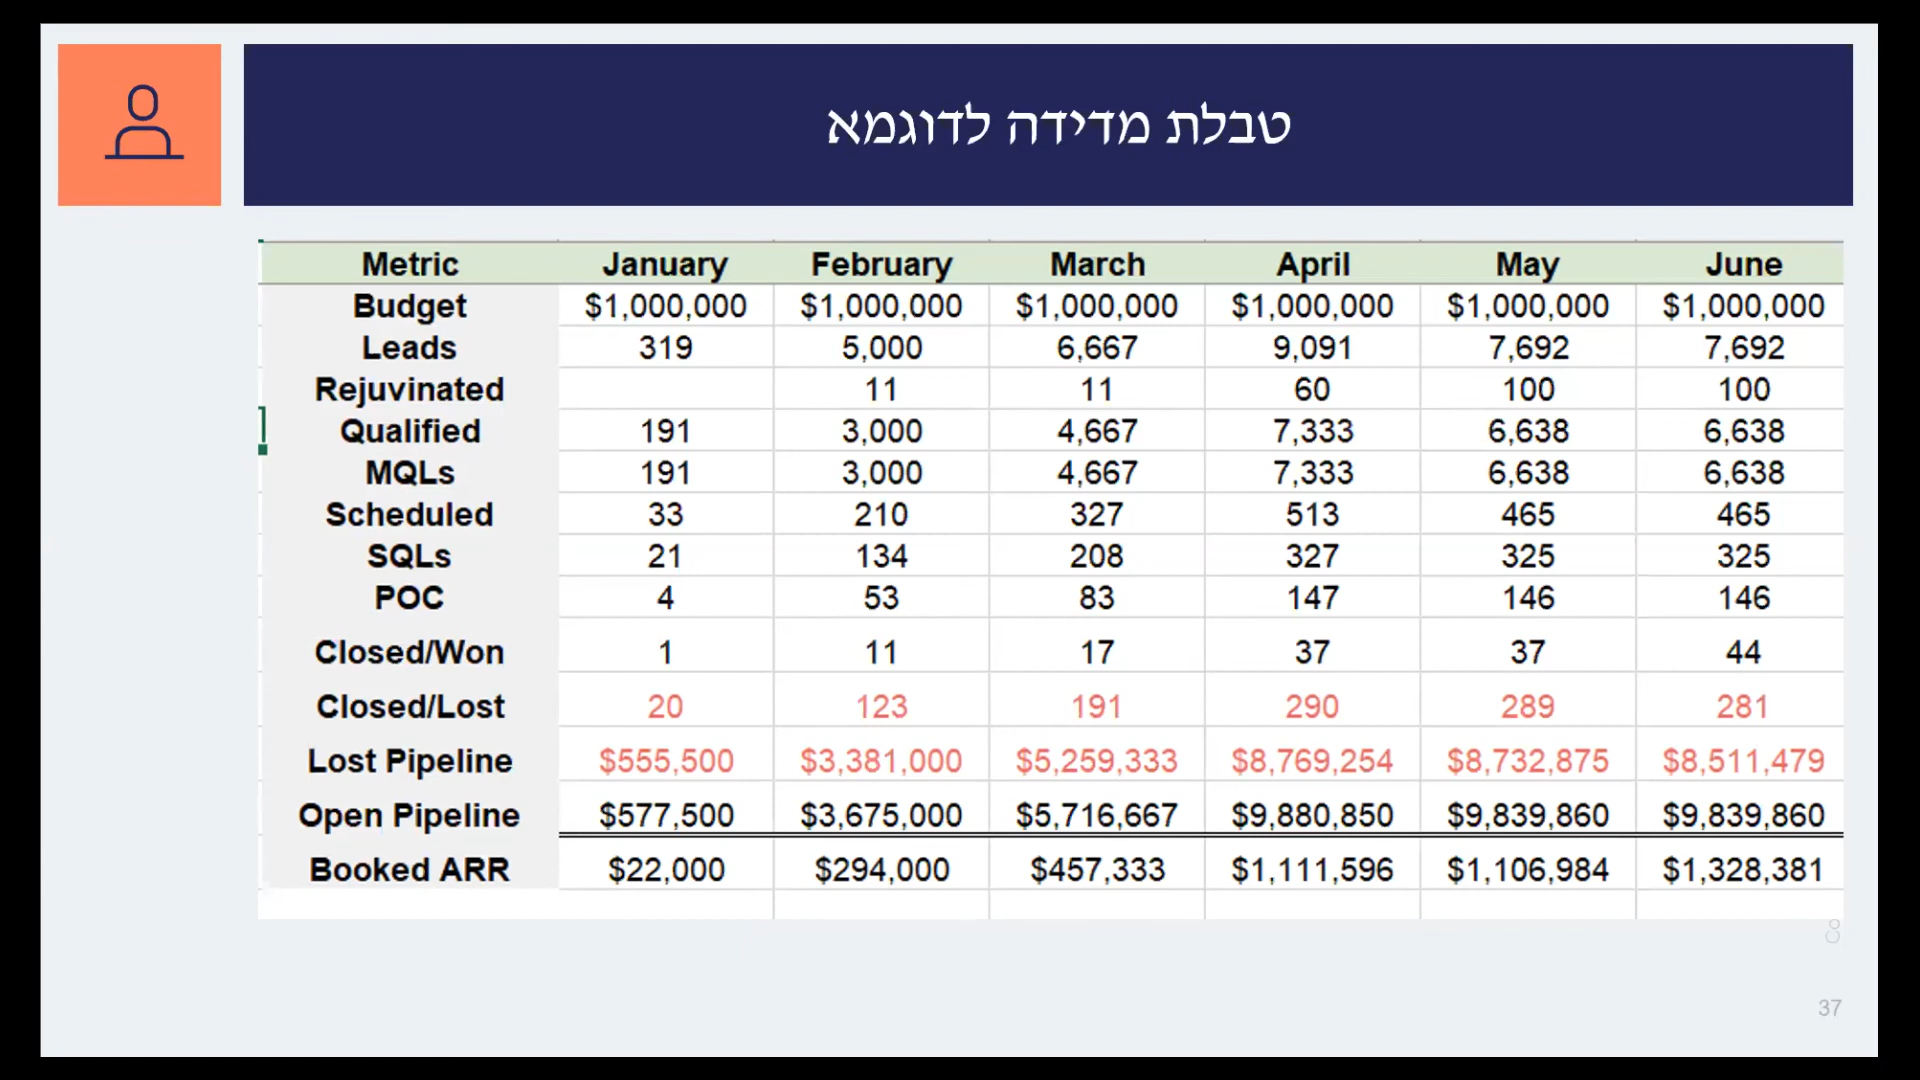 טבלת מדידה לדוגמא
Metric January February March April May June
Budget $1,000,000 $1,000,000 $1,000,000 $1,000,000 $1,000,000 $1,000,000
Leads 319 5,000 6,667 9,091 7,692 7,692
Rejuvinated 11 11 60 100 100
Qualified 191 3,000 4,667 7,333 6,638 6,638
MQLs 191 3,000 4,667 7,333 6,638 6,638
Scheduled 33 210 327 513 465 465
SQLs 21 134 208 327 325 325
POC 4 53 83 147 146 146
Closed/Won 1 11 17 37 37 44
Closed/Lost 20 123 191 290 289 281
Lost Pipeline $555,500 $3,381,000 $5,259,333 $8,769,254 $8,732,875 $8,511,479
Open Pipeline $577,500 $3,675,000 $5,716,667 $9,880,850 $9,839,860 $9,839,860
Booked ARR $22,000 $294,000 $457,333 $1,111,596 $1,106,984 $1,328,381
37